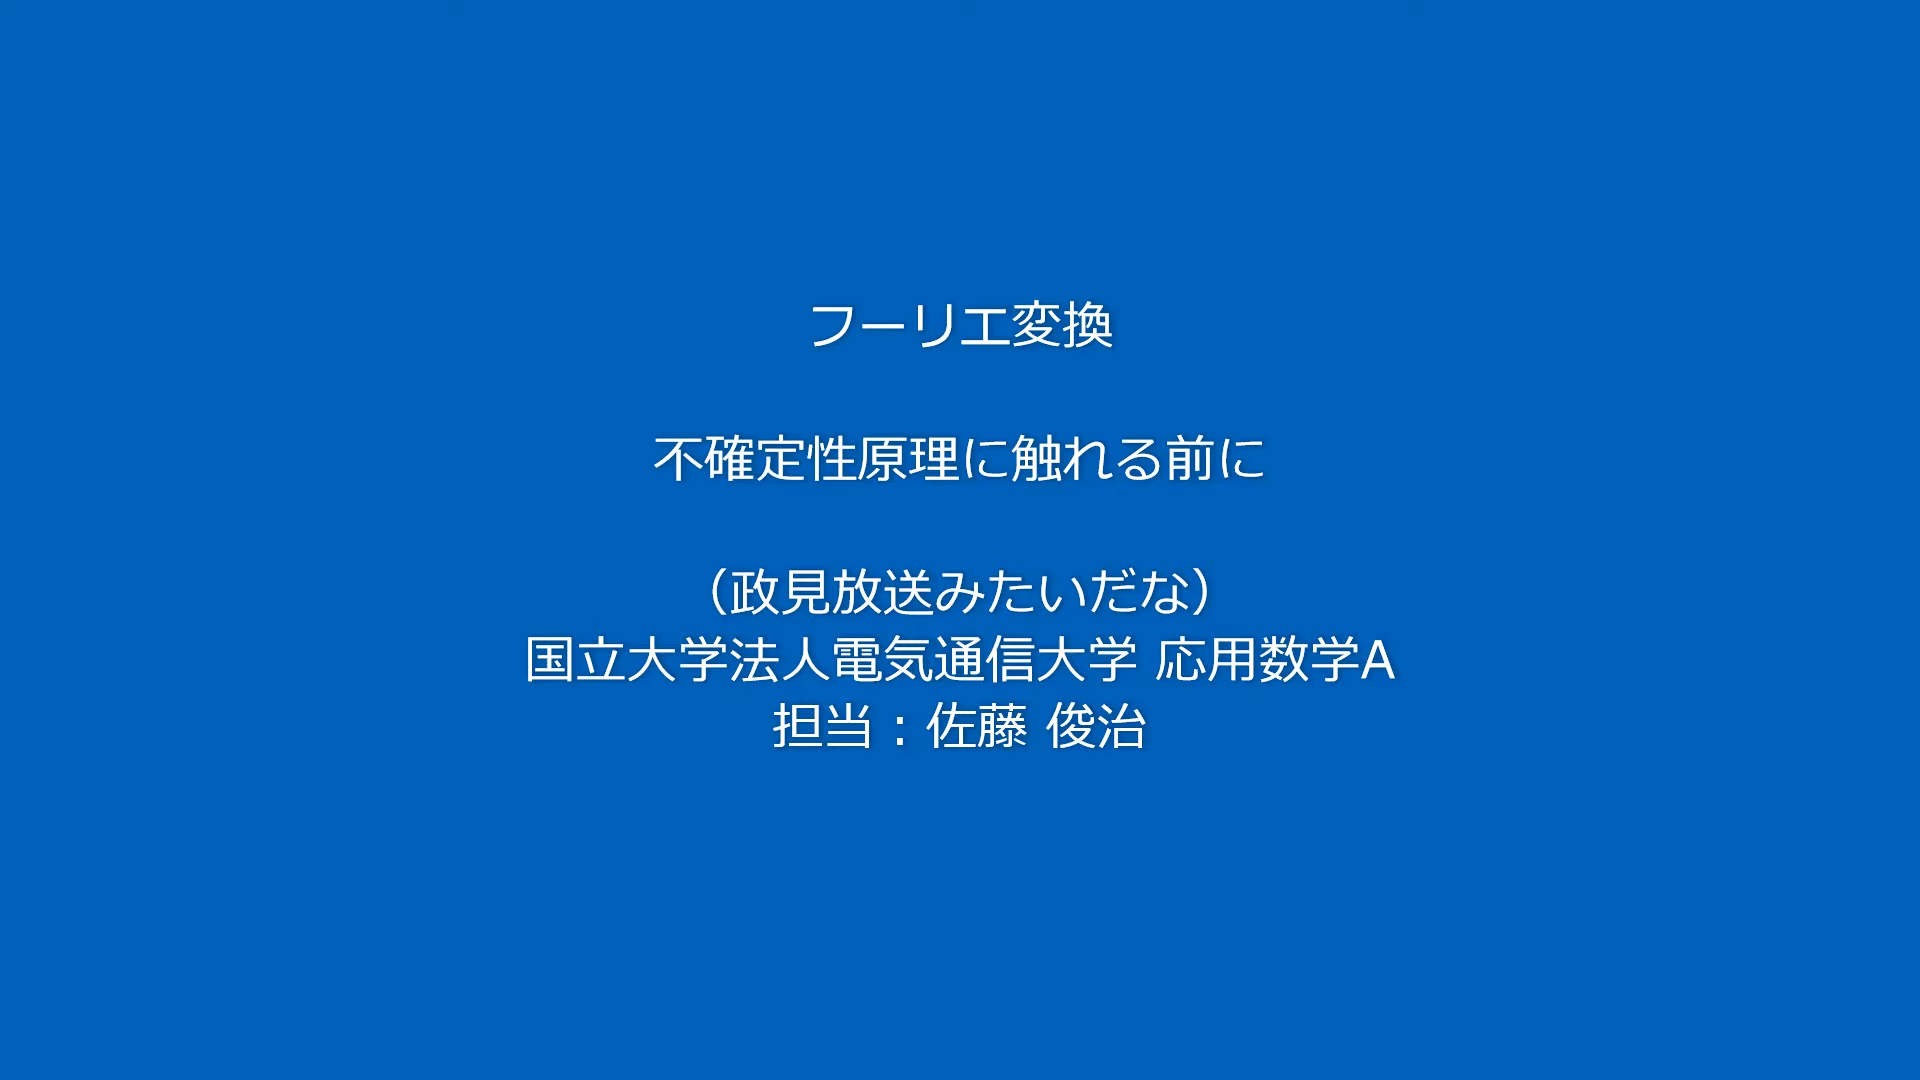 フーリエ変換
不確定性原理に触れる前に
（政見放送みたいだな）
国立大学法人電気通信大学 応用数学A
担当：佐藤 俊治